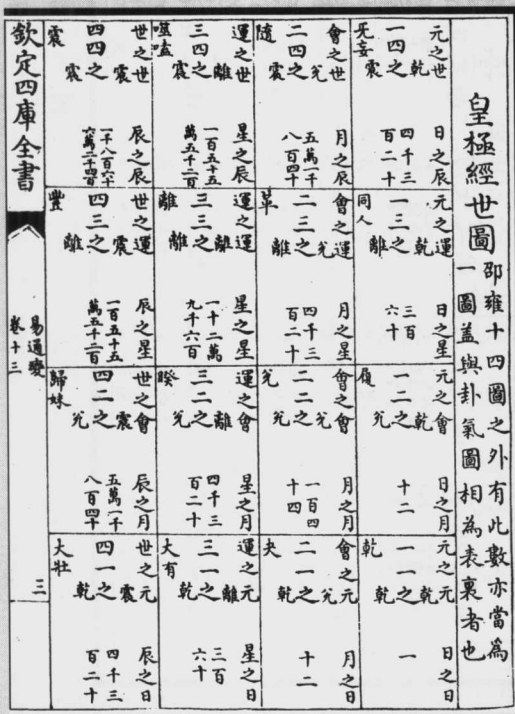 皇極經世圖
邵雍十四圖之外有此數亦當為
一圖盖與卦氣圖相為表裏者也
元之世
一四
乾之震
无妄
日之辰
四千三
百二十
元之運
一三
乾之離
同人
日之星
三百
六十
元之會
一二
乾之兊
履
日之月
十二
元之元
一一
乾之乾
乾
日之日
一
會之世
二四
兊之震
隨
月之辰
五萬一千
八百四十
會之運
二三
兊之離
革
月之星
四千三
百二十
會之會
二二
兊之兊
兊
月之月
一百四
十四
會之元
二一
兊之乾
夬
月之日
十二
運之世
三四
離之震
噬嗑
星之辰
一百五十五
萬五千二百
運之運
三三
離之離
離
星之星
一十二萬
九千六百
運之會
三二
離之兊
睽
星之月
四千三
百二十
運之元
三一
離之乾
大有
星之日
三百
六十
世之世
四四
震之震
震
辰之辰
一千八百六十
六萬二千四百
世之運
四三
震之離
豐
辰之星
一百五十五
萬五千二百
世之會
四二
震之兊
歸妹
辰之月
五萬一千
八百四十
世之元
四一
震之乾
大壯
辰之日
四千三
百二十
欽定四庫全書
易通變
卷十三
三